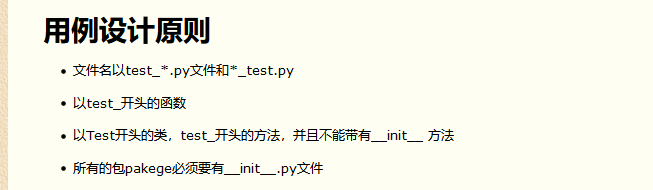 用例设计原则
文件名以test_*.py文件和*_test.py
以test_开头的函数
以Test开头的类，test_开头的方法，并且不能带有__init__ 方法
所有的包pakege必须要有__init__.py文件